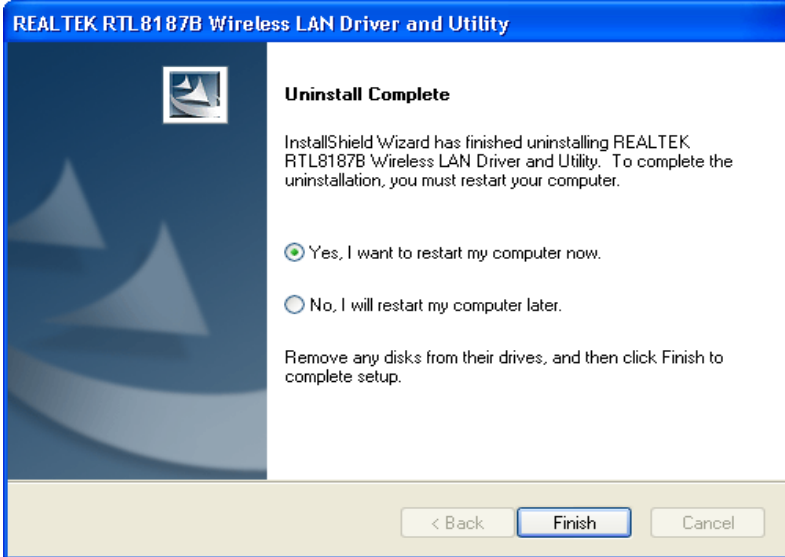 REALTEK RTL8187B Wireless LAN Driver and Utility
Uninstall Complete
InstallShield Wizard has finished uninstalling REALTEK
RTL8187B Wireless LAN Driver and Utility.  To complete the
uninstallation, you must restart your computer.
Yes, I want to restart my computer now.
No, I will restart my computer later.
Remove any disks from their drives, and then click Finish to
complete setup.
< Back Finish Cancel